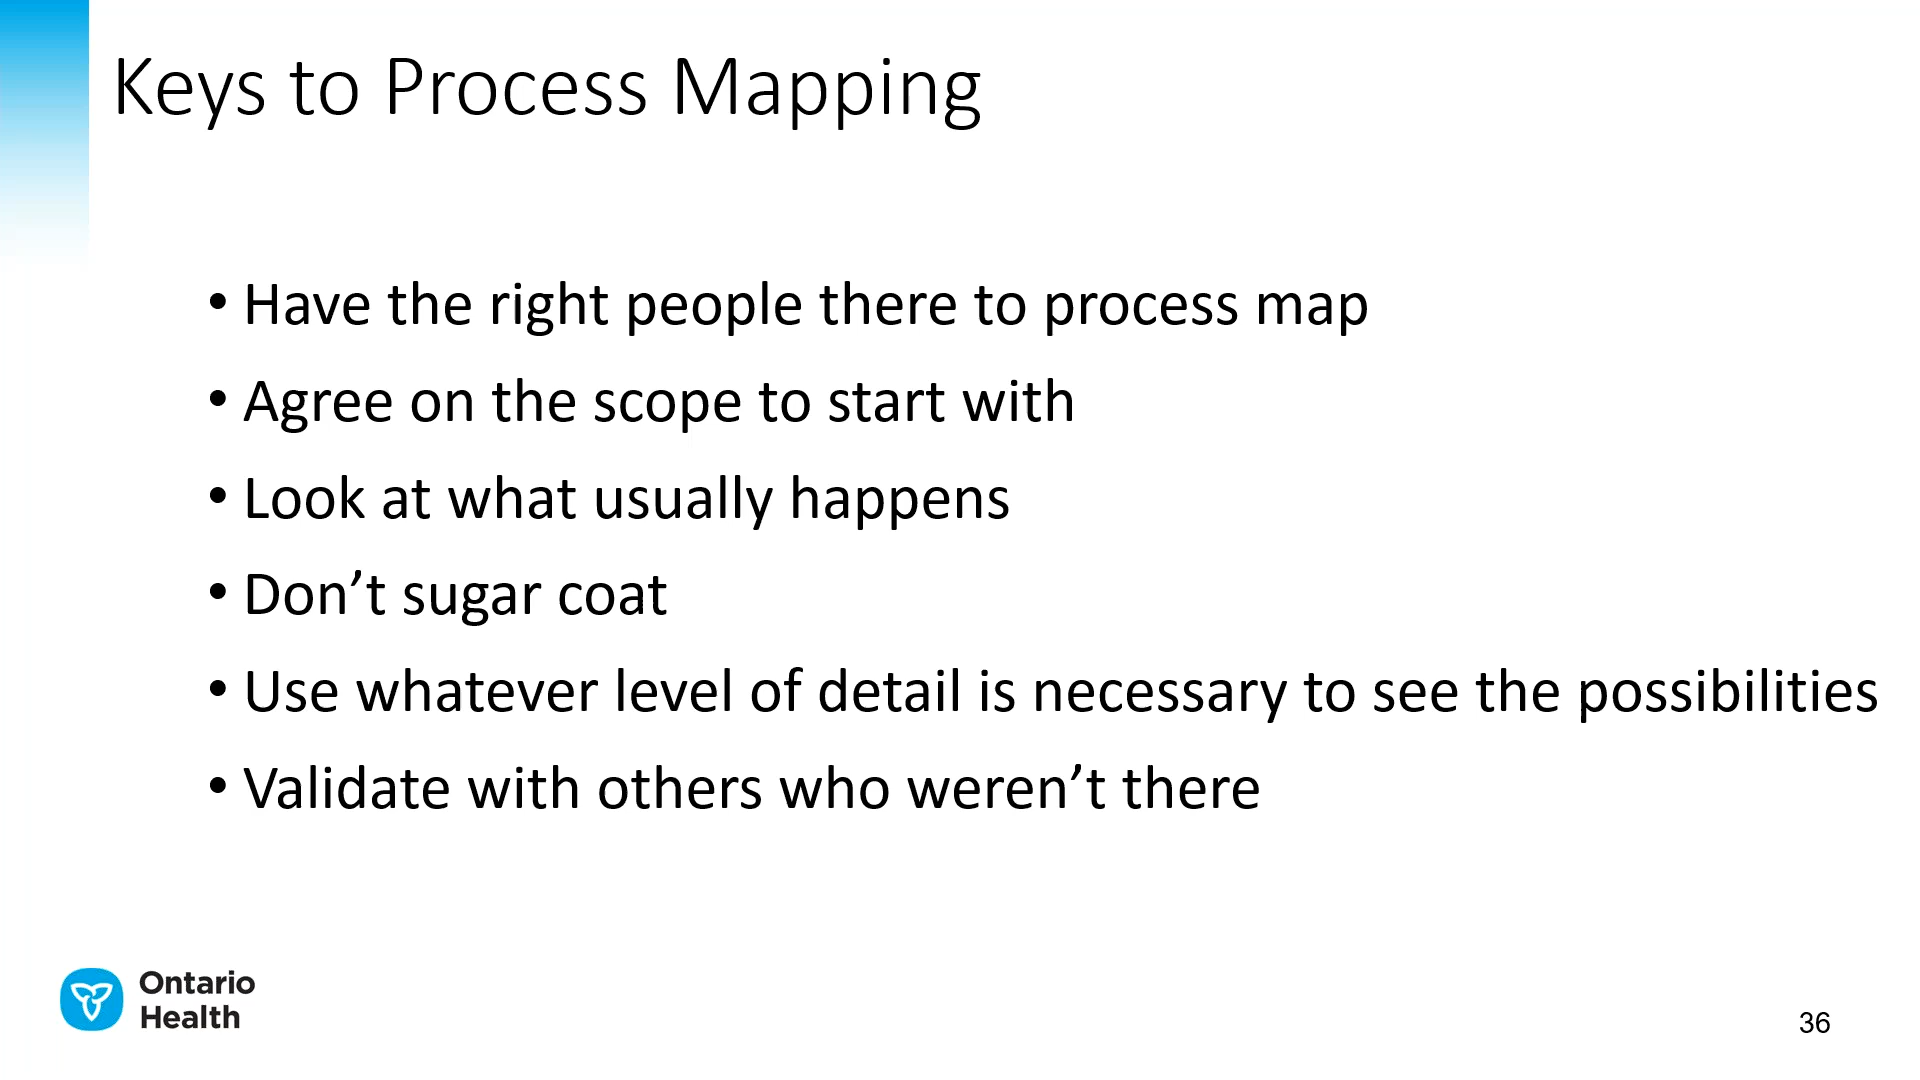 Keys to Process Mapping
• Have the right people there to process map
• Agree on the scope to start with
• Look at what usually happens
• Don’t sugar coat
• Use whatever level of detail is necessary to see the possibilities
• Validate with others who weren’t there
Ontario
Health
36